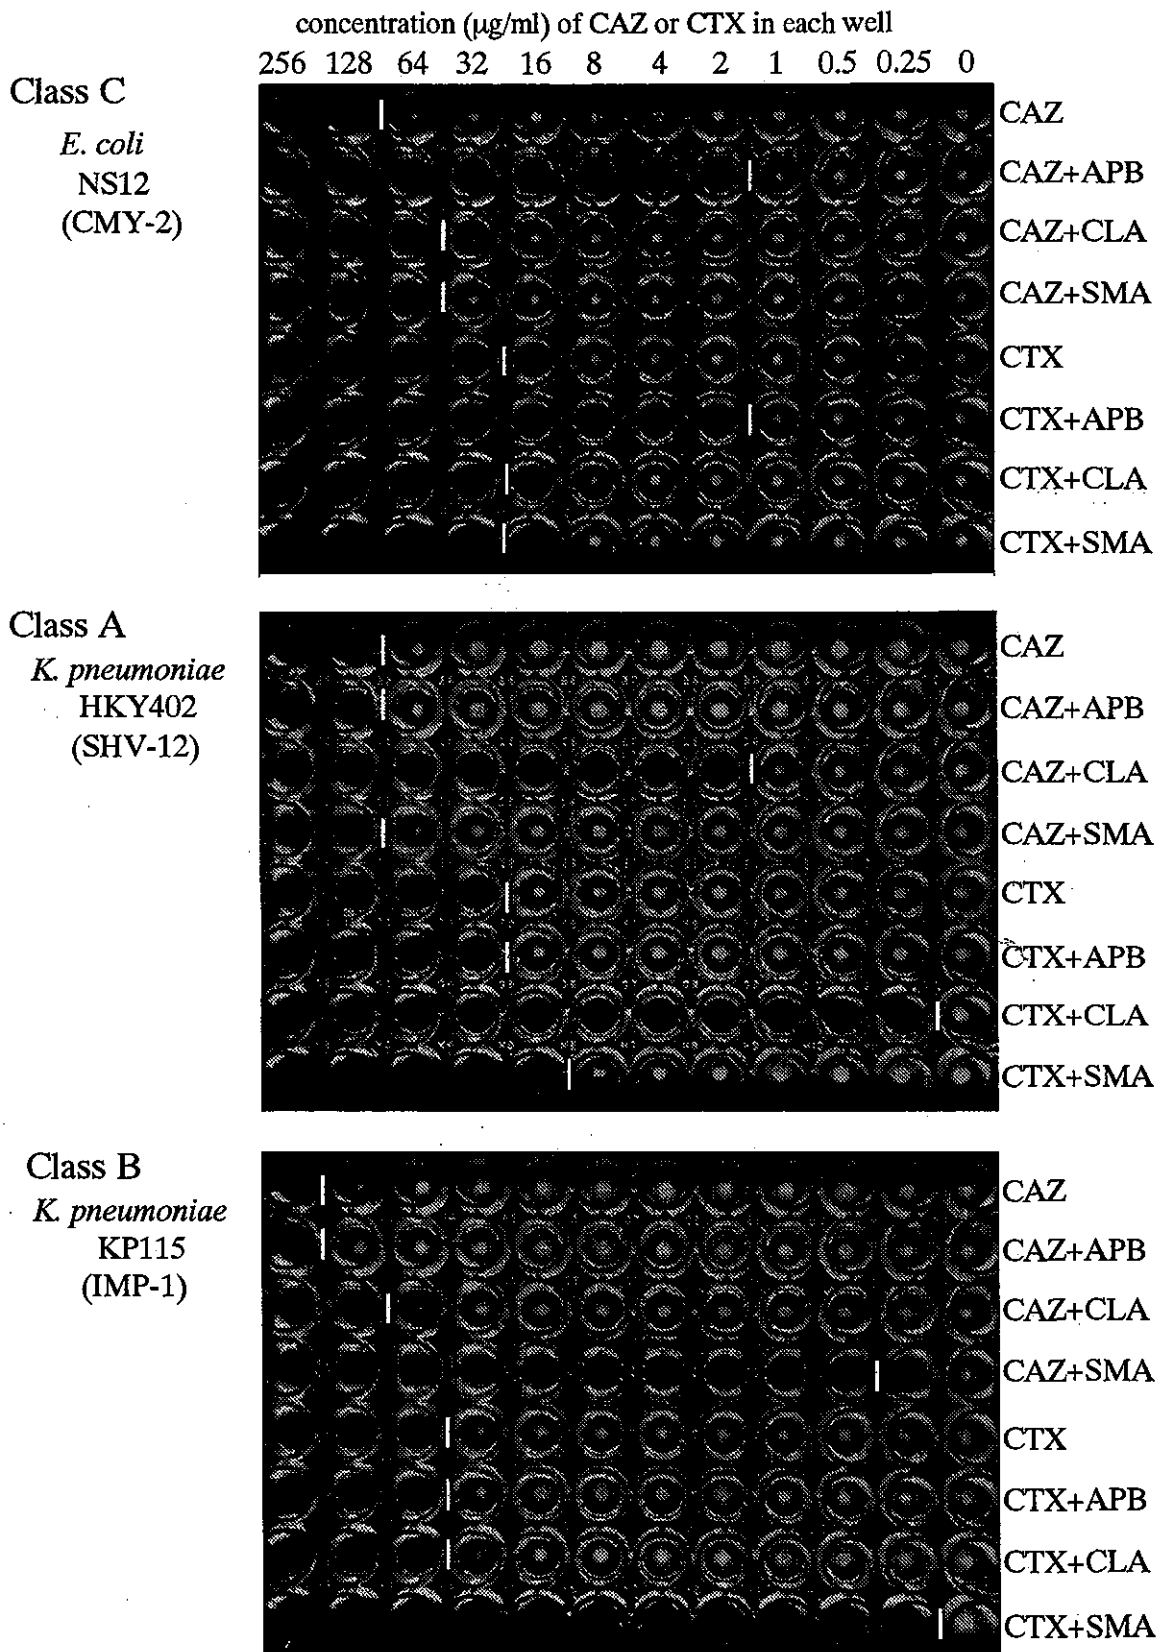 concentration (μg/ml) of CAZ or CTX in each well
256 128 64 32 16 8 4 2 1 0.5 0.25 0
Class C
E. coli
NS12
(CMY-2)
CAZ
CAZ+APB
CAZ+CLA
CAZ+SMA
CTX
CTX+APB
CTX+CLA
CTX+SMA
Class A
K. pneumoniae
HKY402
(SHV-12)
CAZ
CAZ+APB
CAZ+CLA
CAZ+SMA
CTX
CTX+APB
CTX+CLA
CTX+SMA
Class B
K. pneumoniae
KP115
(IMP-1)
CAZ
CAZ+APB
CAZ+CLA
CAZ+SMA
CTX
CTX+APB
CTX+CLA
CTX+SMA